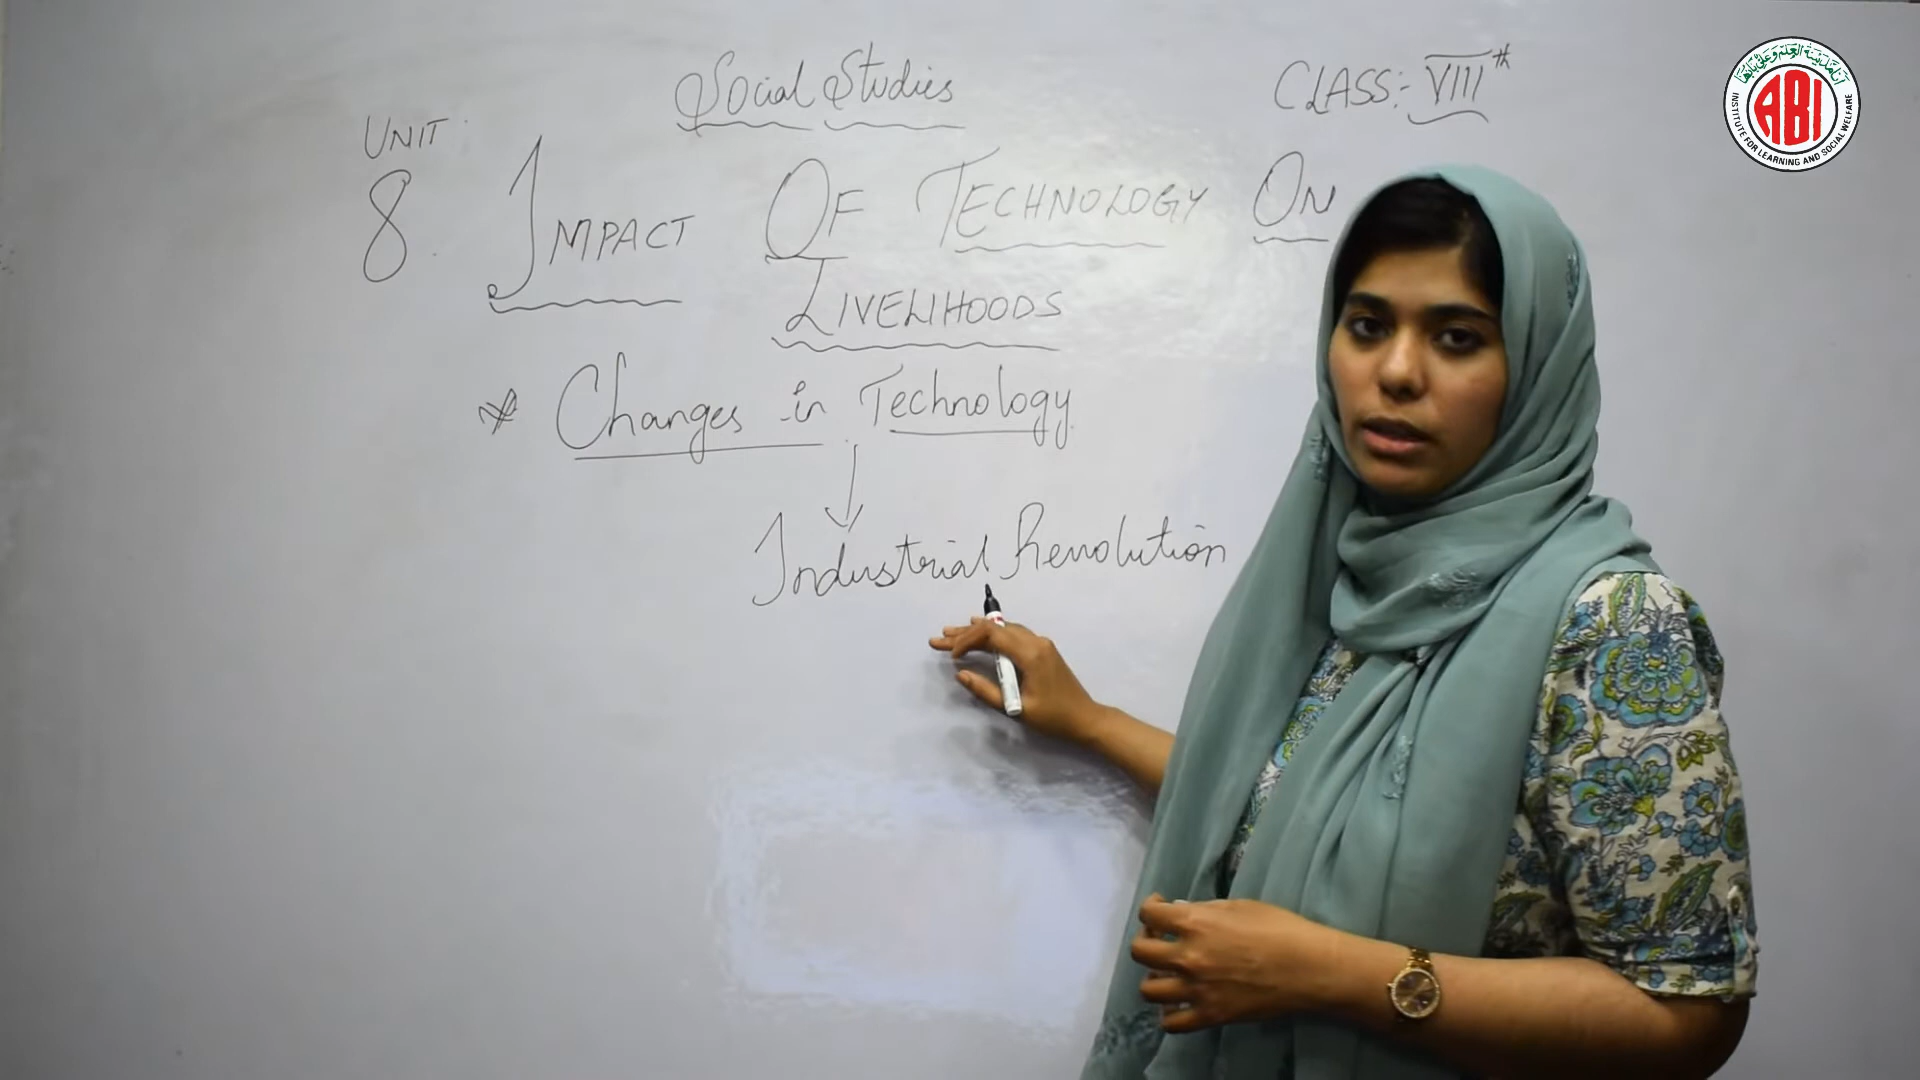 Social Studies
CLASS:- VIIIth
UNIT
8. IMPACT OF TECHNOLOGY ON
LIVELIHOODS
* Changes in Technology
Industrial Revolution
ABI
INSTITUTE FOR LEARNING AND SOCIAL WELFARE